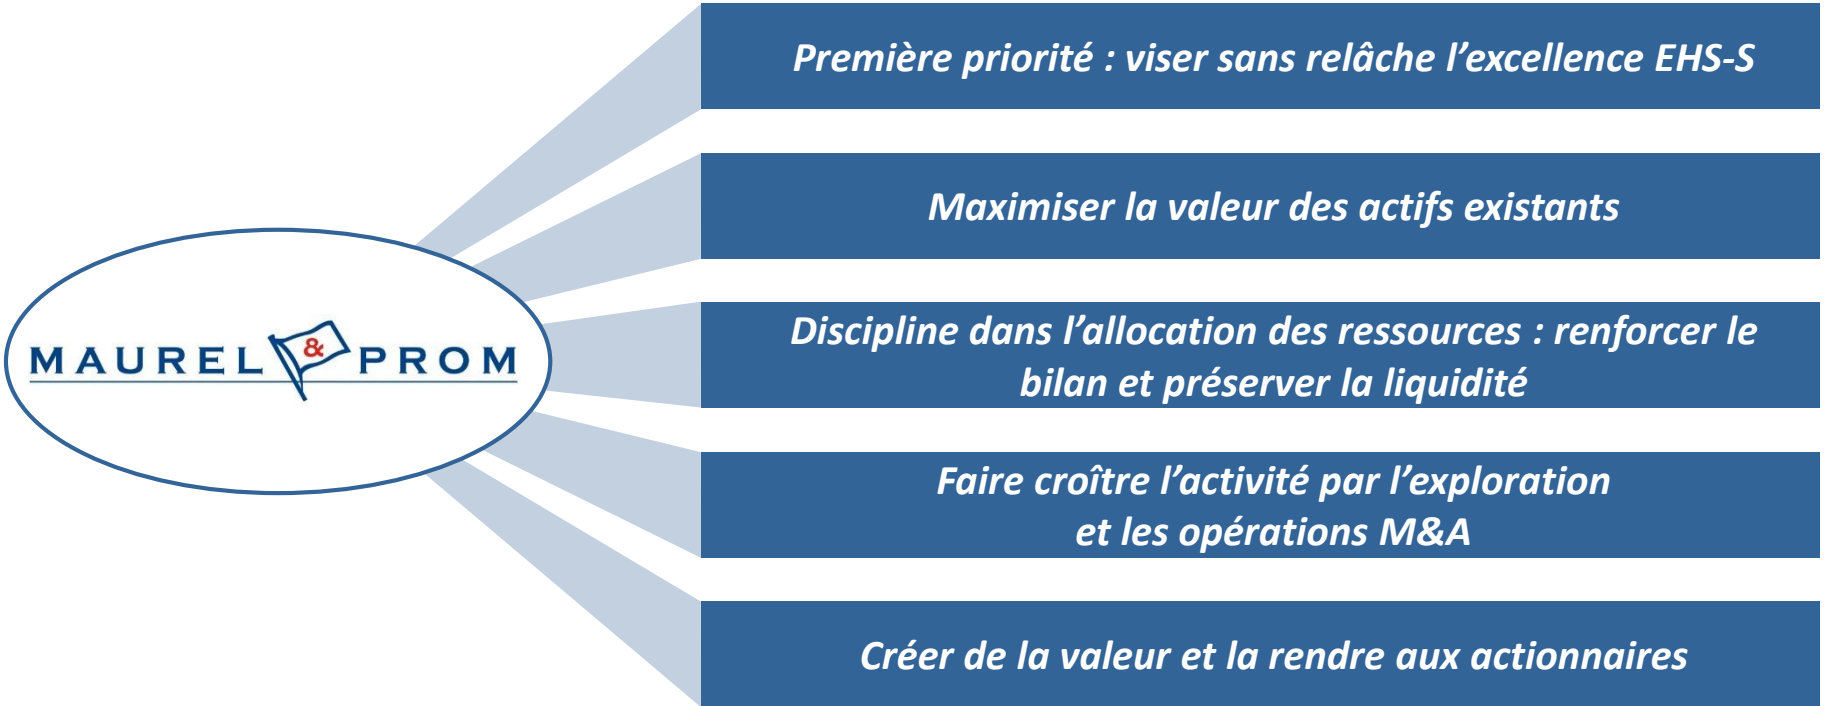 Première priorité : viser sans relâche l’excellence EHS-S
Maximiser la valeur des actifs existants
MAUREL & PROM
Discipline dans l’allocation des ressources : renforcer le
bilan et préserver la liquidité
Faire croître l’activité par l’exploration
et les opérations M&A
Créer de la valeur et la rendre aux actionnaires